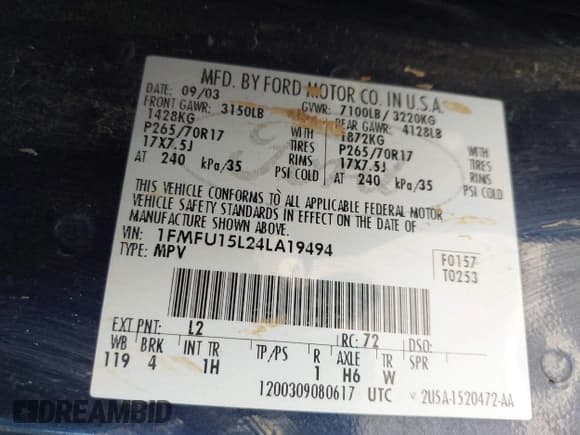 MFD. BY FORD MOTOR CO. IN U.S.A.
DATE: 09/03 GVWR: 7100LB / 3220KG
FRONT GAWR: 3150LB REAR GAWR: 4128LB
1428KG 1872KG
P265/70R17 TIRES P265/70R17 TIRES
17X7.5J RIMS 17X7.5J RIMS
AT 240 kPa/35 PSI COLD AT 240 kPa/35 PSI COLD
THIS VEHICLE CONFORMS TO ALL APPLICABLE FEDERAL MOTOR
VEHICLE SAFETY STANDARDS IN EFFECT ON THE DATE OF
MANUFACTURE SHOWN ABOVE.
VIN: 1FMFU15L24LA19494
TYPE: MPV
F0157
T0253
EXT PNT: L2 RC: 72 DSO:
WB BRK INT TR TP/PS R AXLE TR SPR
119 4 1H 1 H6 W
1200309080617 UTC V 2U5A-1520472-AA
Ford
DREAMBID